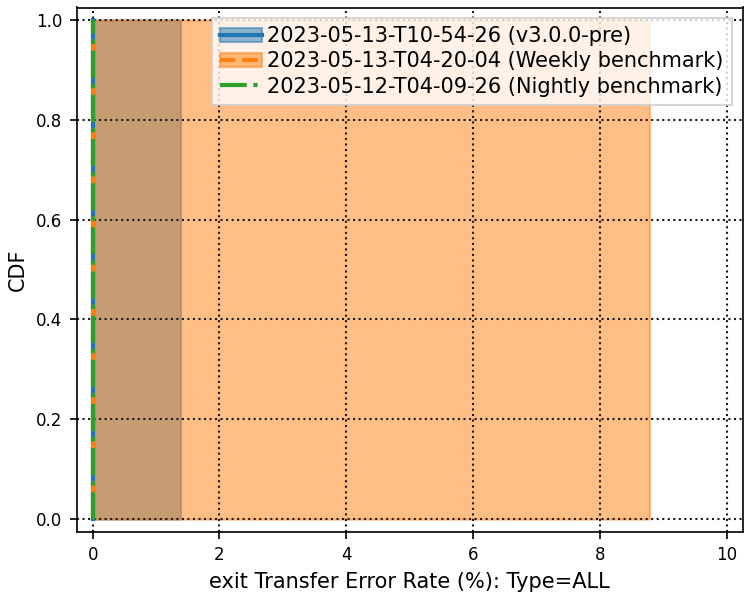 2023-05-13-T10-54-26 (v3.0.0-pre)
2023-05-13-T04-20-04 (Weekly benchmark)
2023-05-12-T04-09-26 (Nightly benchmark)
1.0
0.8
0.6
0.4
0.2
0.0
CDF
0 2 4 6 8 10
exit Transfer Error Rate (%): Type=ALL